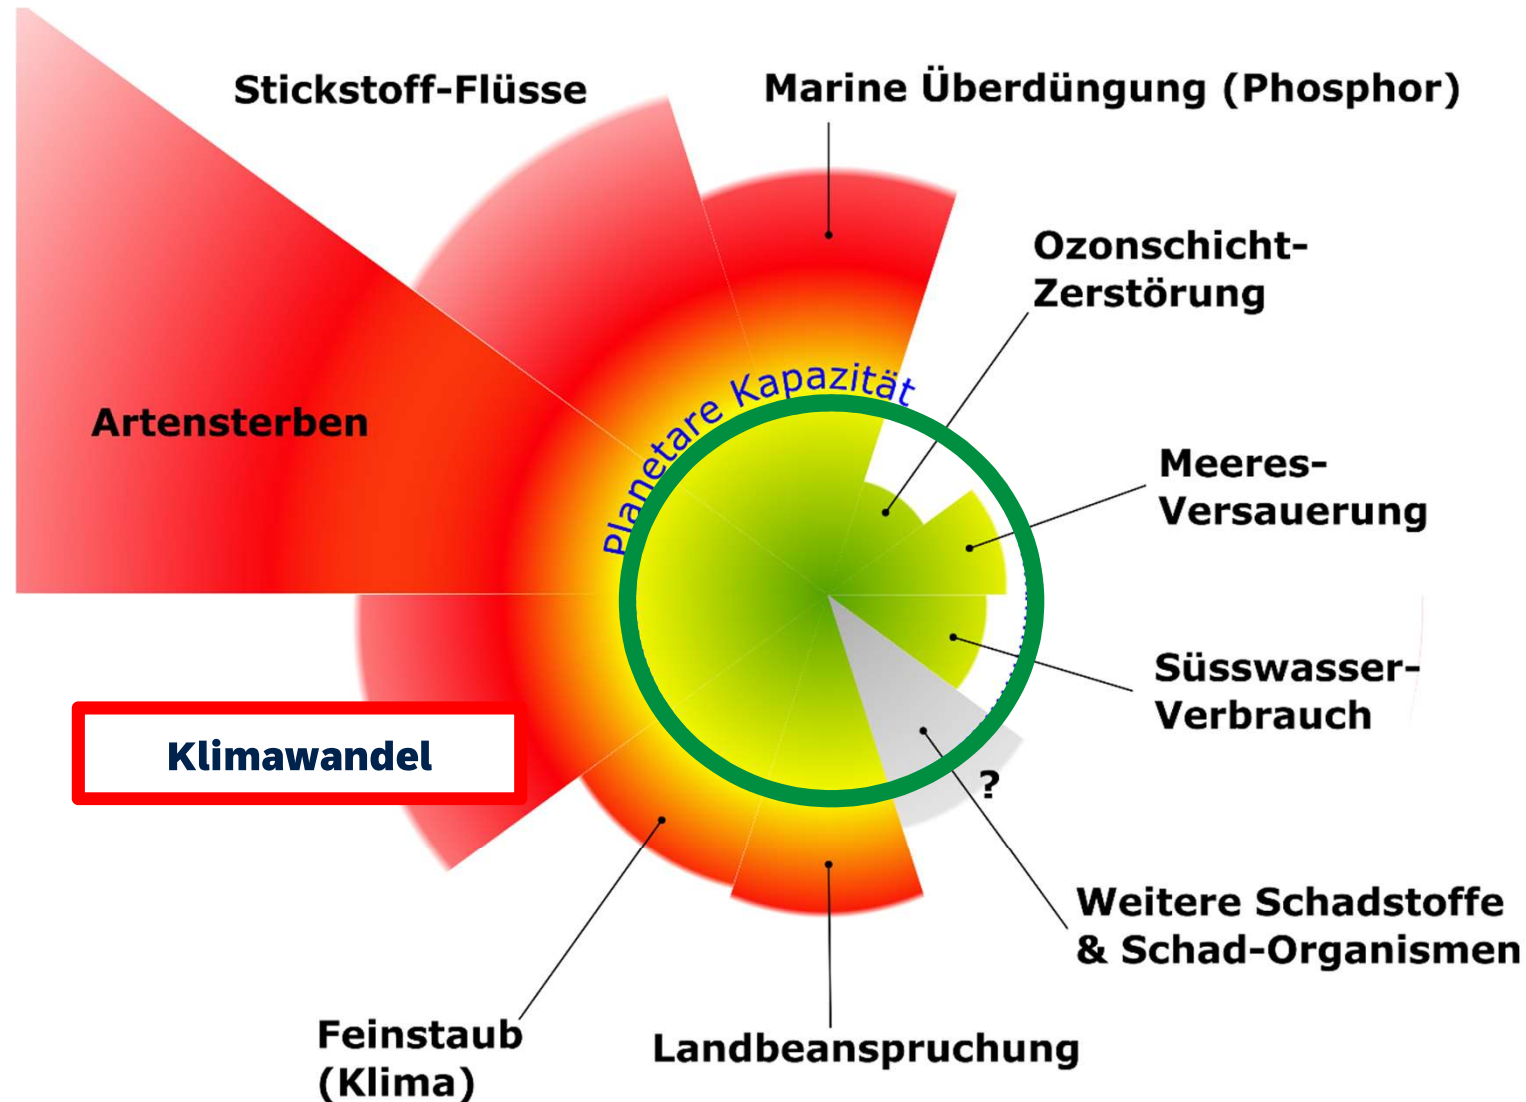 Stickstoff-Flüsse
Marine Überdüngung (Phosphor)
Ozonschicht-
Zerstörung
Planetare Kapazität
Artensterben
Meeres-
Versauerung
Süsswasser-
Verbrauch
Klimawandel
?
Weitere Schadstoffe
& Schad-Organismen
Feinstaub
(Klima)
Landbeanspruchung